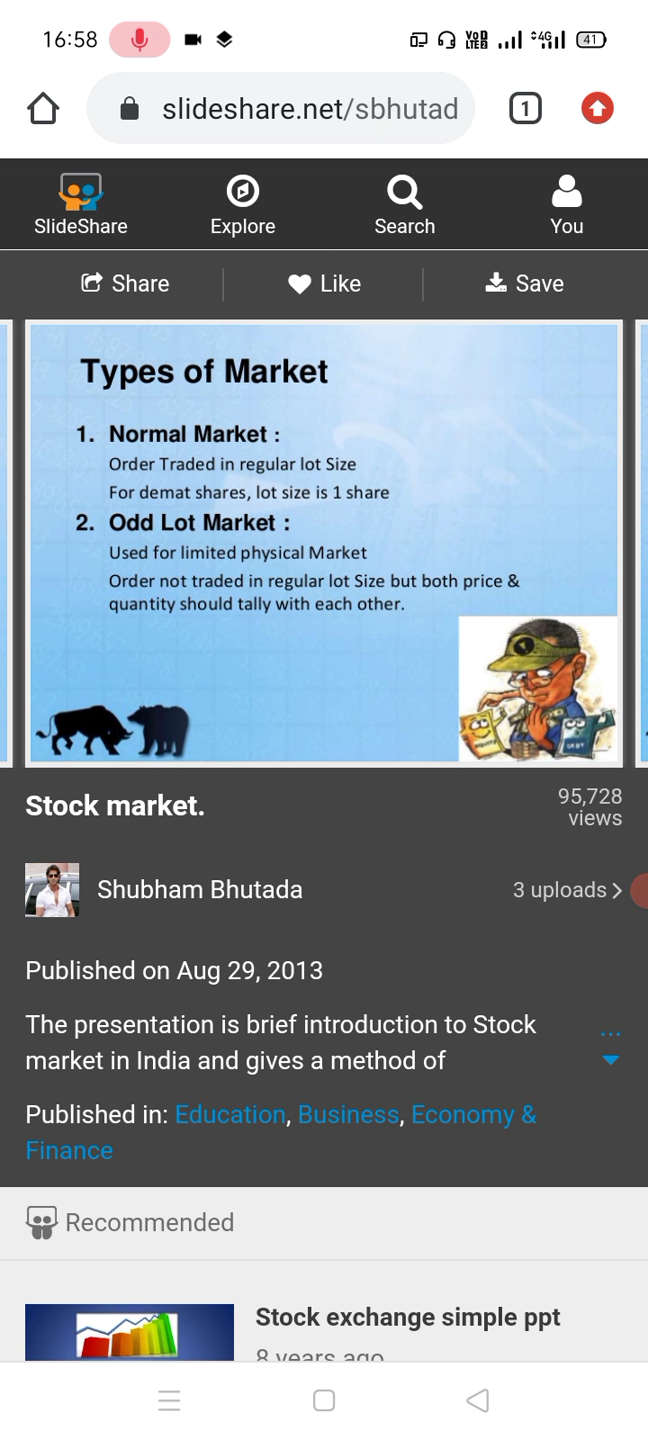 16:58
VoD
LTE2
4G
41
slideshare.net/sbhutad
1
SlideShare
Explore
Search
You
Share
Like
Save
Types of Market
1. Normal Market :
Order Traded in regular lot Size
For demat shares, lot size is 1 share
2. Odd Lot Market :
Used for limited physical Market
Order not traded in regular lot Size but both price &
quantity should tally with each other.
Stock market.
95,728
views
Shubham Bhutada
3 uploads
Published on Aug 29, 2013
The presentation is brief introduction to Stock
market in India and gives a method of
...
Published in: Education, Business, Economy &
Finance
Recommended
Stock exchange simple ppt
8 years ago